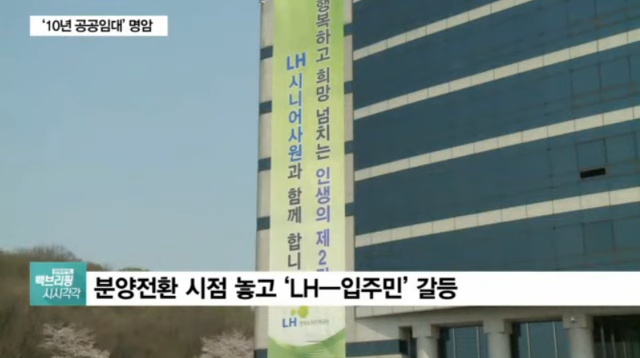 ‘10년 공공임대’ 명암
행복하고 희망 넘치는 인생의 제2
LH 시니어사원과 함께 합니
LH
백브리핑
시시각각
분양전환 시점 놓고 ‘LH—입주민’ 갈등